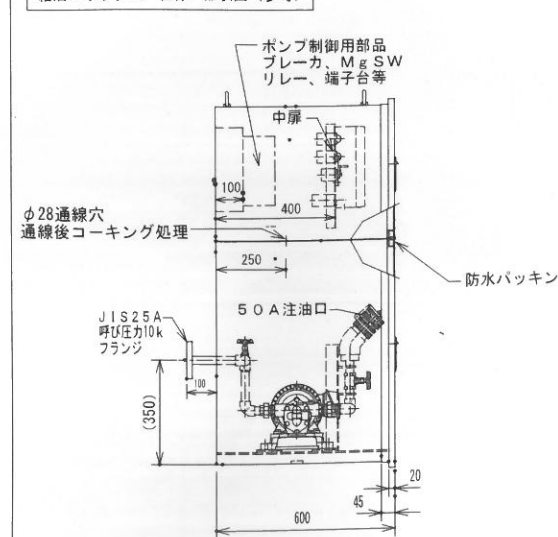 ポンプ制御用部品
ブレーカ、MgSW
リレー、端子台等
中扉
100
400
φ28通線穴
通線後コーキング処理
250
防水パッキン
50A注油口
JIS25A
呼び圧力10k
フランジ
100
(350)
20
45
600